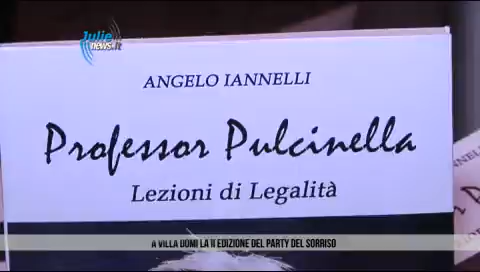 Julie
news.it
ANGELO IANNELLI
Professor Pulcinella
Lezioni di Legalità
A VILLA DOMI LA II EDIZIONE DEL PARTY DEL SORRISO